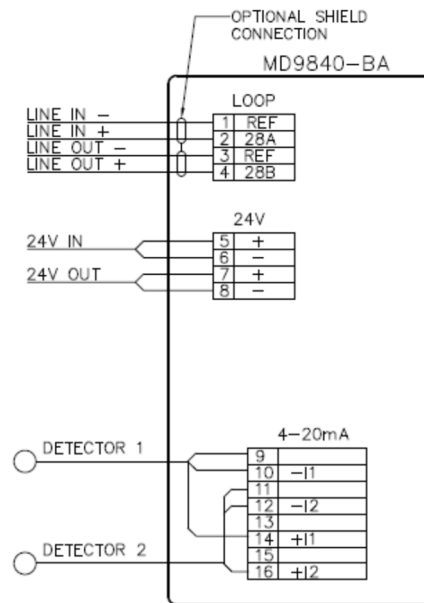 OPTIONAL SHIELD
CONNECTION
MD9840-BA
LOOP
LINE IN -
LINE IN +
LINE OUT -
LINE OUT +
1 REF
2 28A
3 REF
4 28B
24V
24V IN
24V OUT
5 +
6 -
7 +
8 -
4-20mA
DETECTOR 1
DETECTOR 2
9
10 -I1
11
12 -I2
13
14 +I1
15
16 +I2